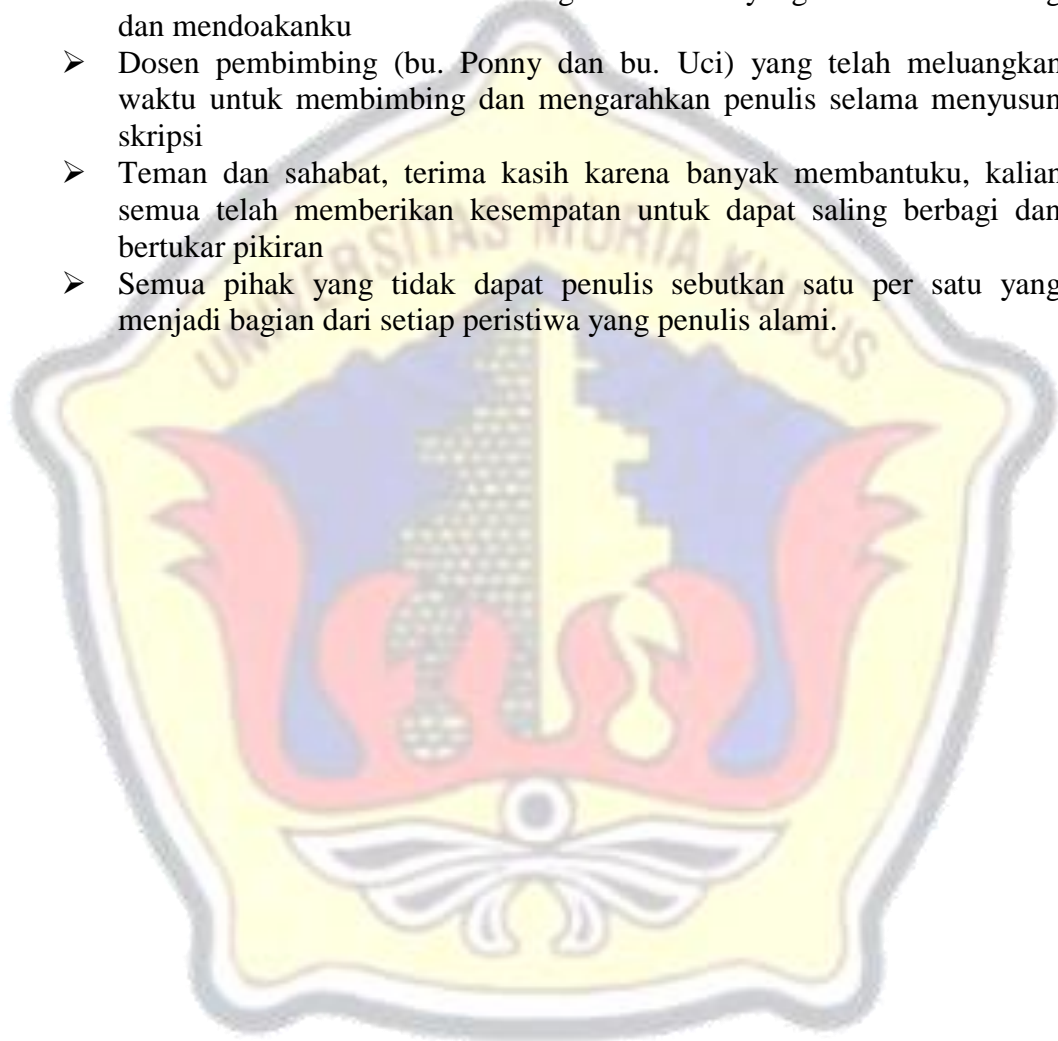 dan mendoakanku
➢ Dosen pembimbing (bu. Ponny dan bu. Uci) yang telah meluangkan
waktu untuk membimbing dan mengarahkan penulis selama menyusun
skripsi
➢ Teman dan sahabat, terima kasih karena banyak membantuku, kalian
semua telah memberikan kesempatan untuk dapat saling berbagi dan
bertukar pikiran
➢ Semua pihak yang tidak dapat penulis sebutkan satu per satu yang
menjadi bagian dari setiap peristiwa yang penulis alami.
UNIVERSITAS MURIA KUDUS